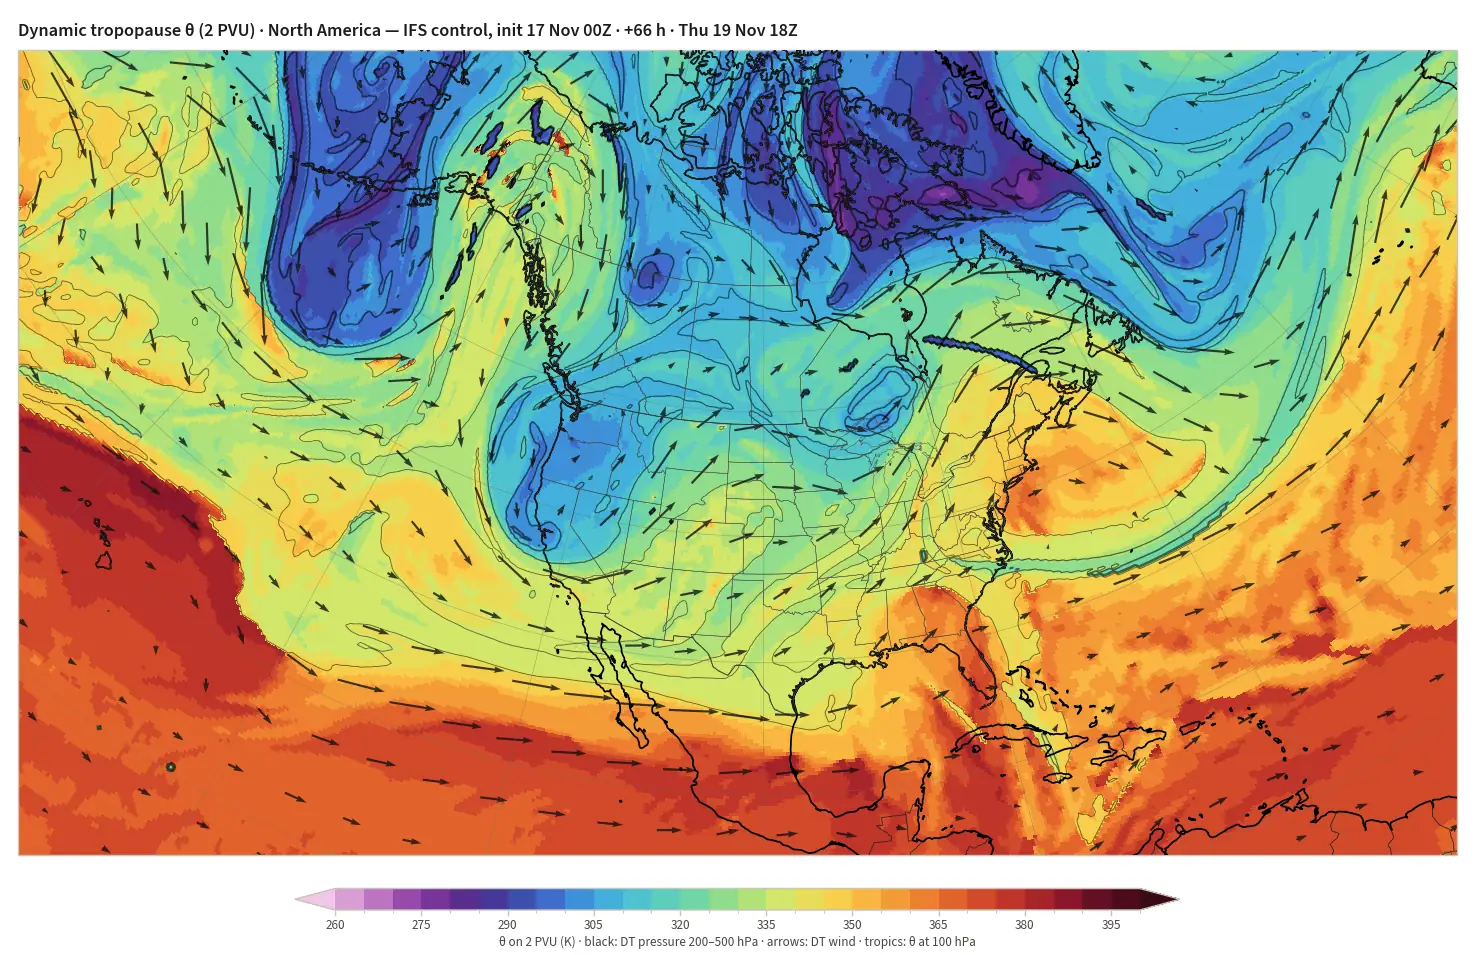 Dynamic tropopause θ (2 PVU) · North America — IFS control, init 17 Nov 00Z · +66 h · Thu 19 Nov 18Z
260 275 290 305 320 335 350 365 380 395
θ on 2 PVU (K) · black: DT pressure 200–500 hPa · arrows: DT wind · tropics: θ at 100 hPa